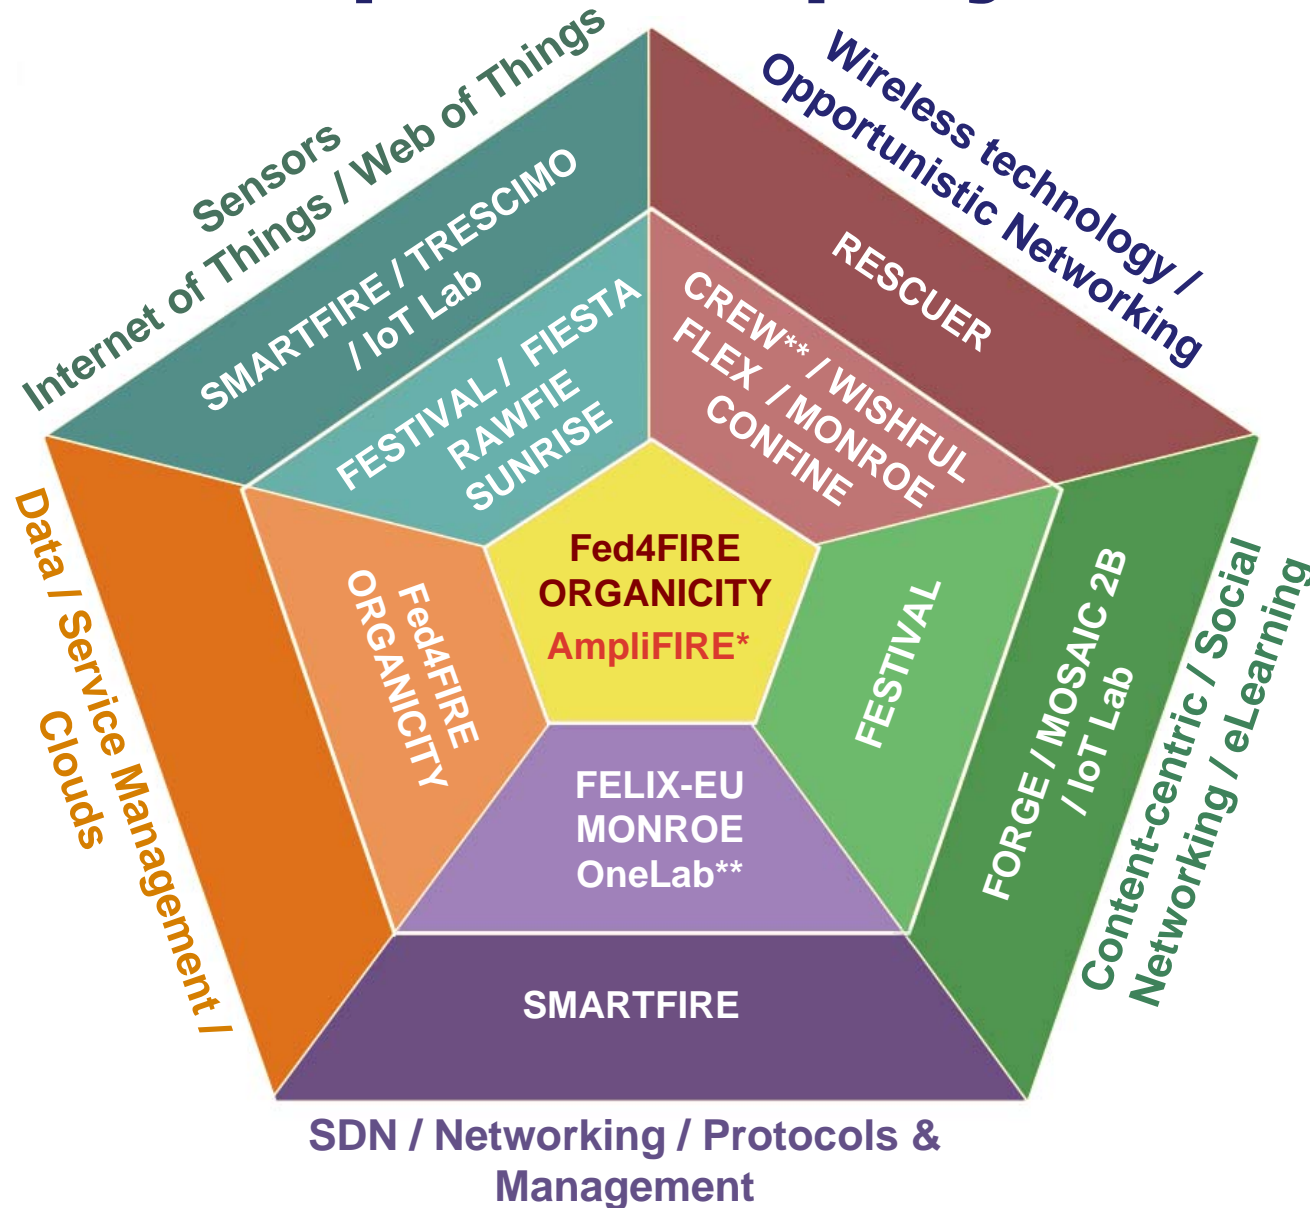 Sensors
Internet of Things / Web of Things
Wireless technology /
Opportunistic Networking
SMARTFIRE / TRESCIMO
/ IoT Lab
RESCUER
FESTIVAL / FIESTA
RAWFIE
SUNRISE
CREW** / WISHFUL
FLEX / MONROE
CONFINE
Data / Service Management /
Clouds
Fed4FIRE
ORGANICITY
Fed4FIRE
ORGANICITY
AmpliFIRE*
FESTIVAL
FORGE / MOSAIC 2B
/ IoT Lab
Content-centric / Social
Networking / eLearning
FELIX-EU
MONROE
OneLab**
SMARTFIRE
SDN / Networking / Protocols &
Management